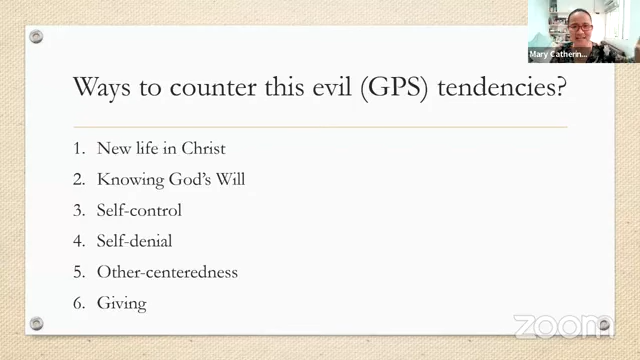 Mary Catherin...
Ways to counter this evil (GPS) tendencies?
1. New life in Christ
2. Knowing God's Will
3. Self-control
4. Self-denial
5. Other-centeredness
6. Giving
zoom